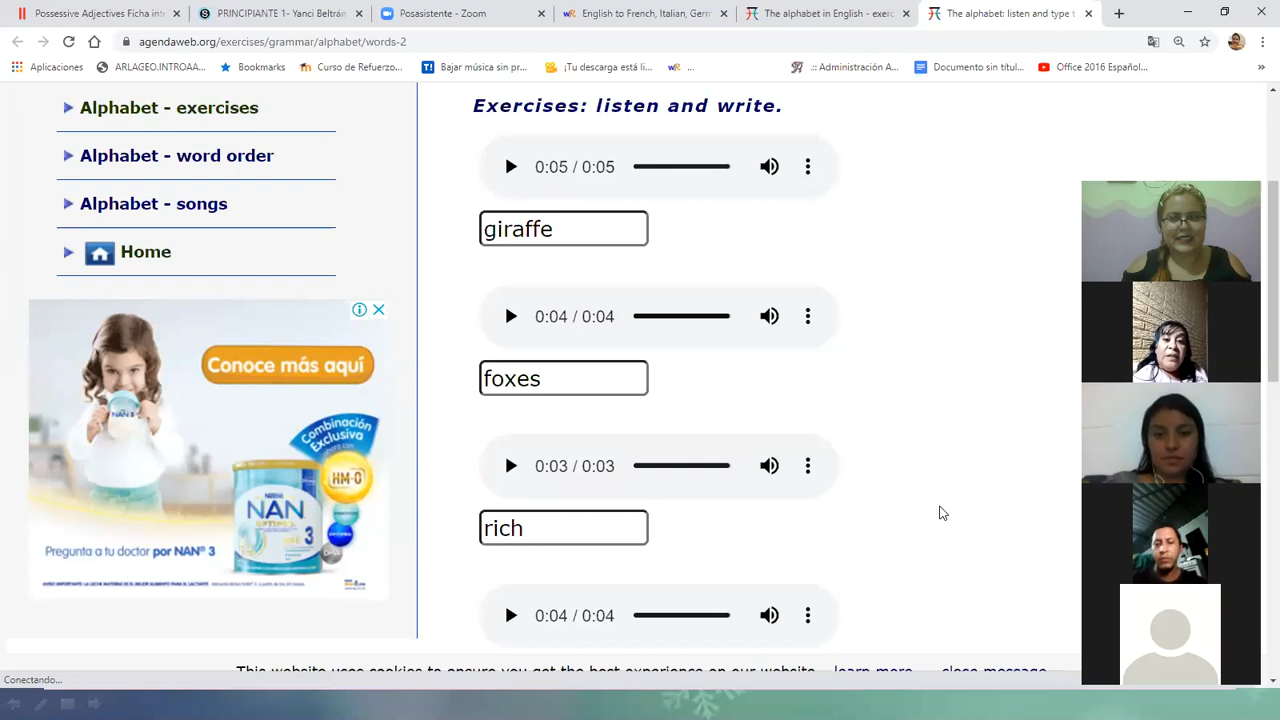 Possessive Adjectives Ficha int
PRINCIPIANTE 1- Yanci Beltrán
Posasistente - Zoom
English to French, Italian, Germ
The alphabet in English - exerc
The alphabet: listen and type t
agendaweb.org/exercises/grammar/alphabet/words-2
Aplicaciones
ARLAGEO.INTROAA...
Bookmarks
Curso de Refuerzo...
Bajar música sin pr...
¡Tu descarga está li...
...
.:: Administración A...
Documento sin títul...
Office 2016 Español...
»
Alphabet - exercises
Alphabet - word order
Alphabet - songs
Home
Conoce más aquí
Combinación
Exclusiva
HM-O
NAN 3
Nestlé
NAN
OPTIPRO
3
DHA
Pregunta a tu doctor por NAN® 3
Exercises: listen and write.
0:05 / 0:05
giraffe
0:04 / 0:04
foxes
0:03 / 0:03
rich
0:04 / 0:04
This website uses cookies to ensure you get the best experience on our website. learn more close message
Conectando...